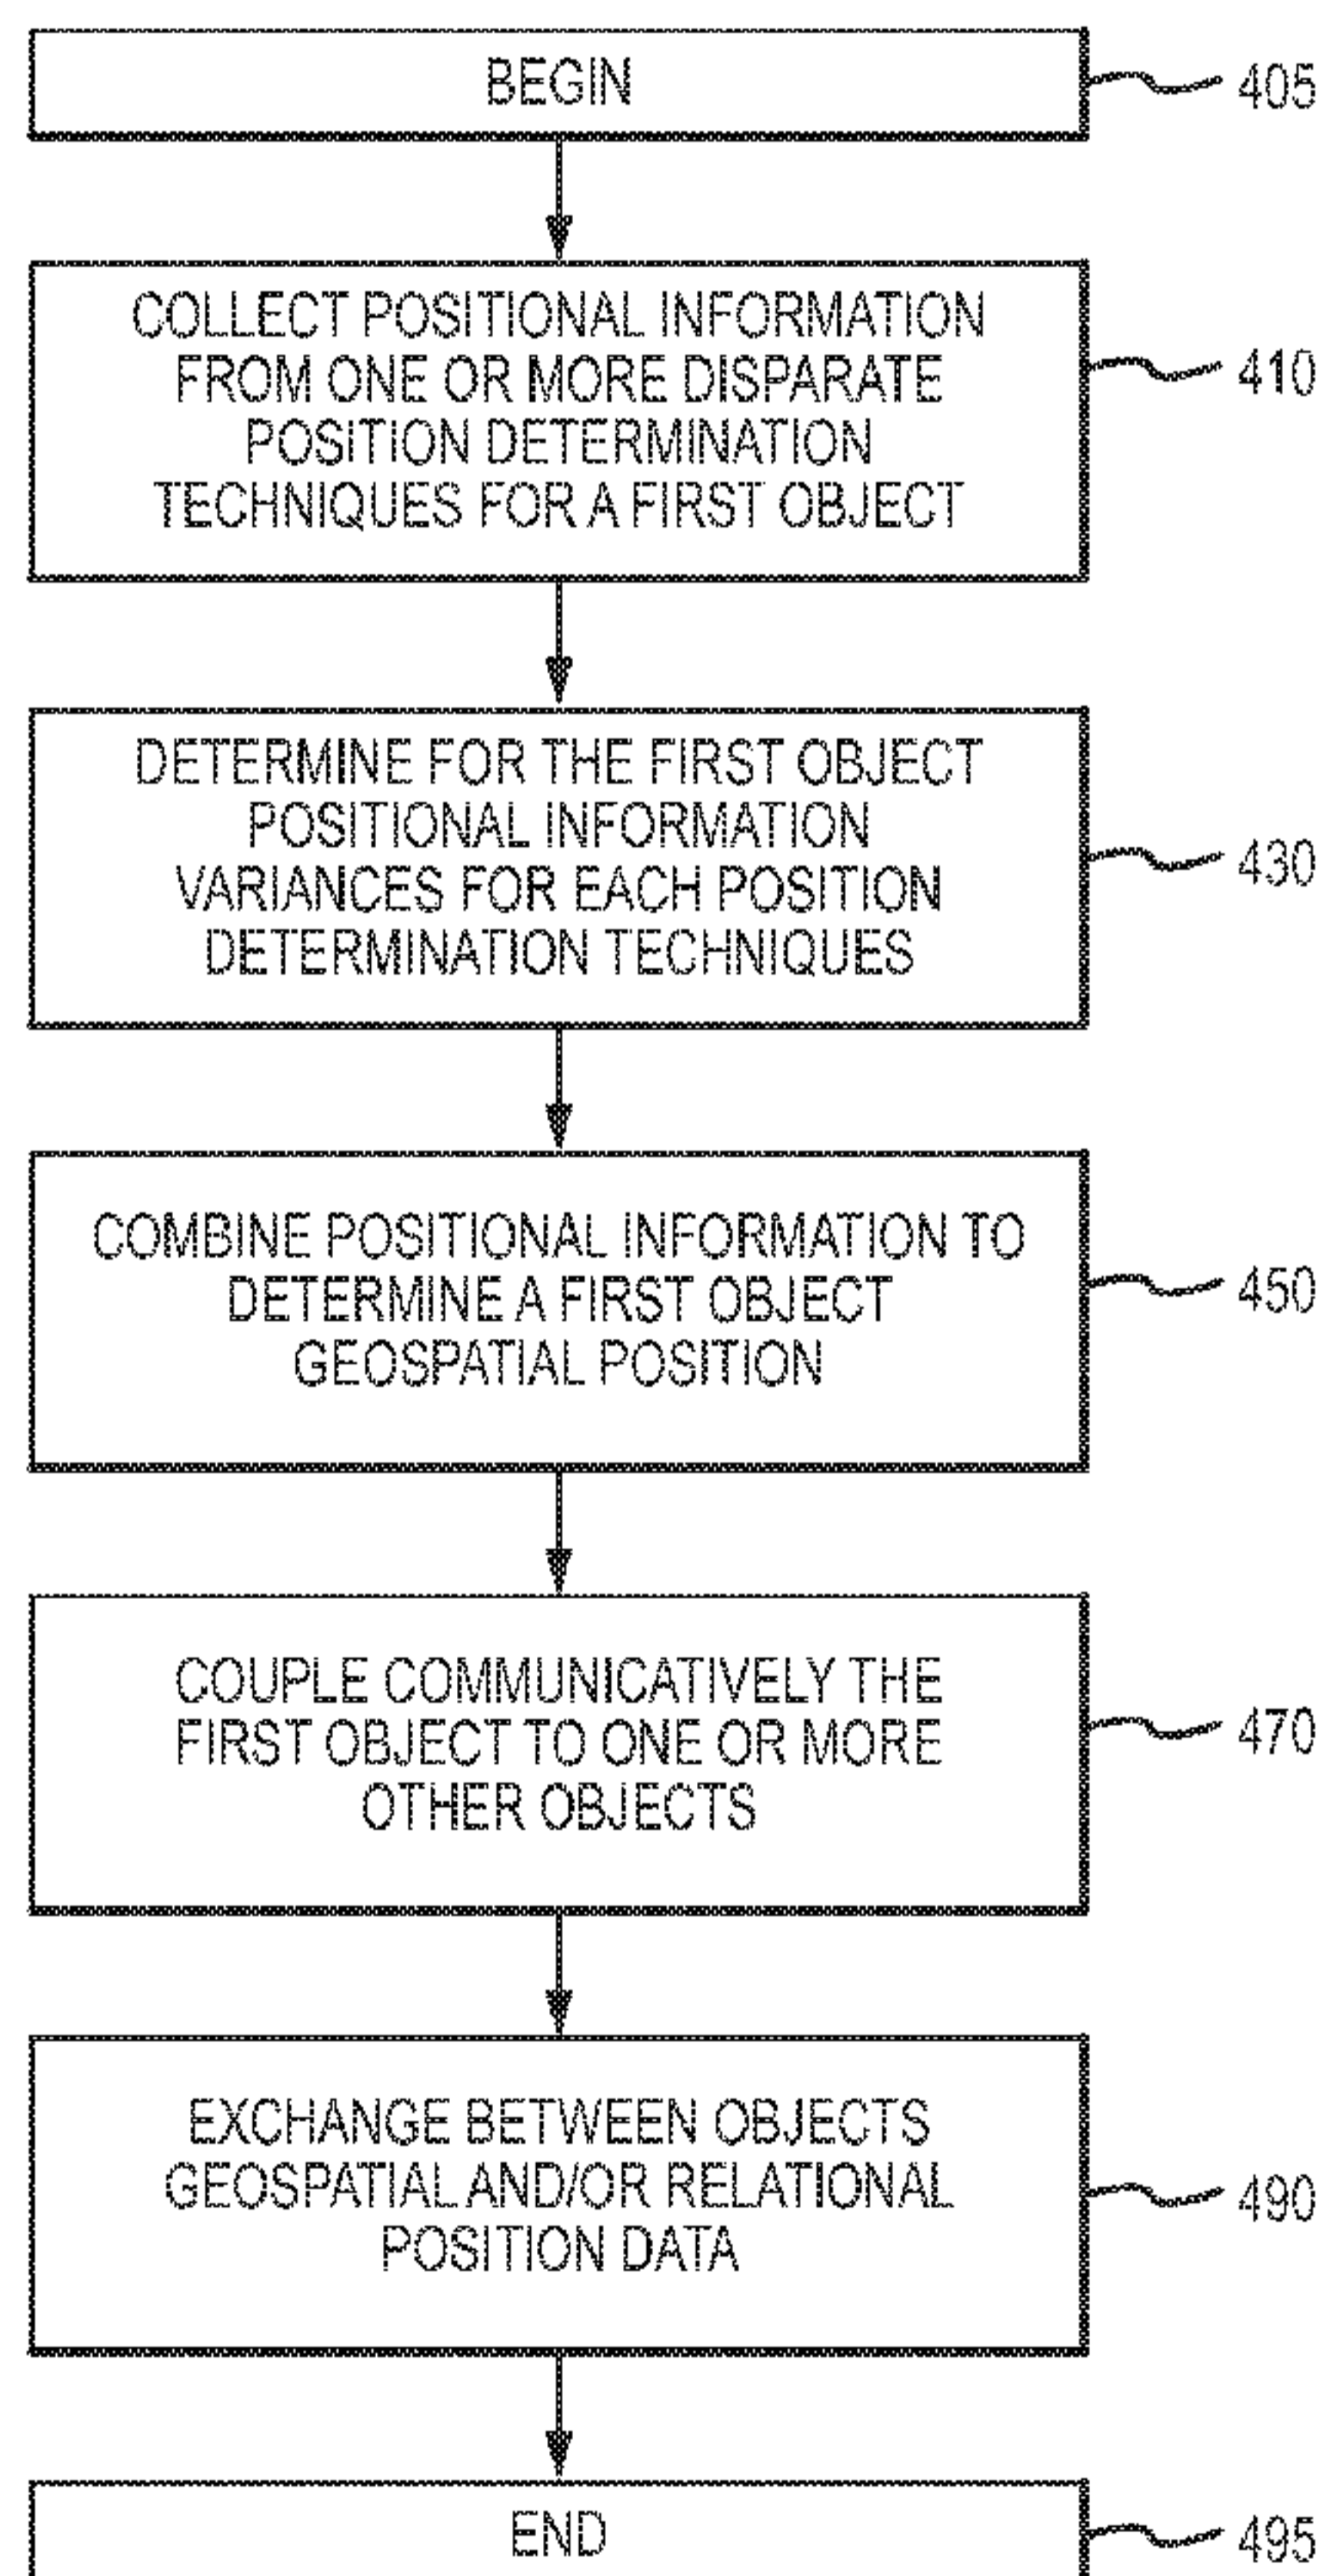 BEGIN
405
COLLECT POSITIONAL INFORMATION
FROM ONE OR MORE DISPARATE
POSITION DETERMINATION
TECHNIQUES FOR A FIRST OBJECT
410
DETERMINE FOR THE FIRST OBJECT
POSITIONAL INFORMATION
VARIANCES FOR EACH POSITION
DETERMINATION TECHNIQUES
430
COMBINE POSITIONAL INFORMATION TO
DETERMINE A FIRST OBJECT
GEOSPATIAL POSITION
450
COUPLE COMMUNICATIVELY THE
FIRST OBJECT TO ONE OR MORE
OTHER OBJECTS
470
EXCHANGE BETWEEN OBJECTS
GEOSPATIAL AND/OR RELATIONAL
POSITION DATA
490
END
495